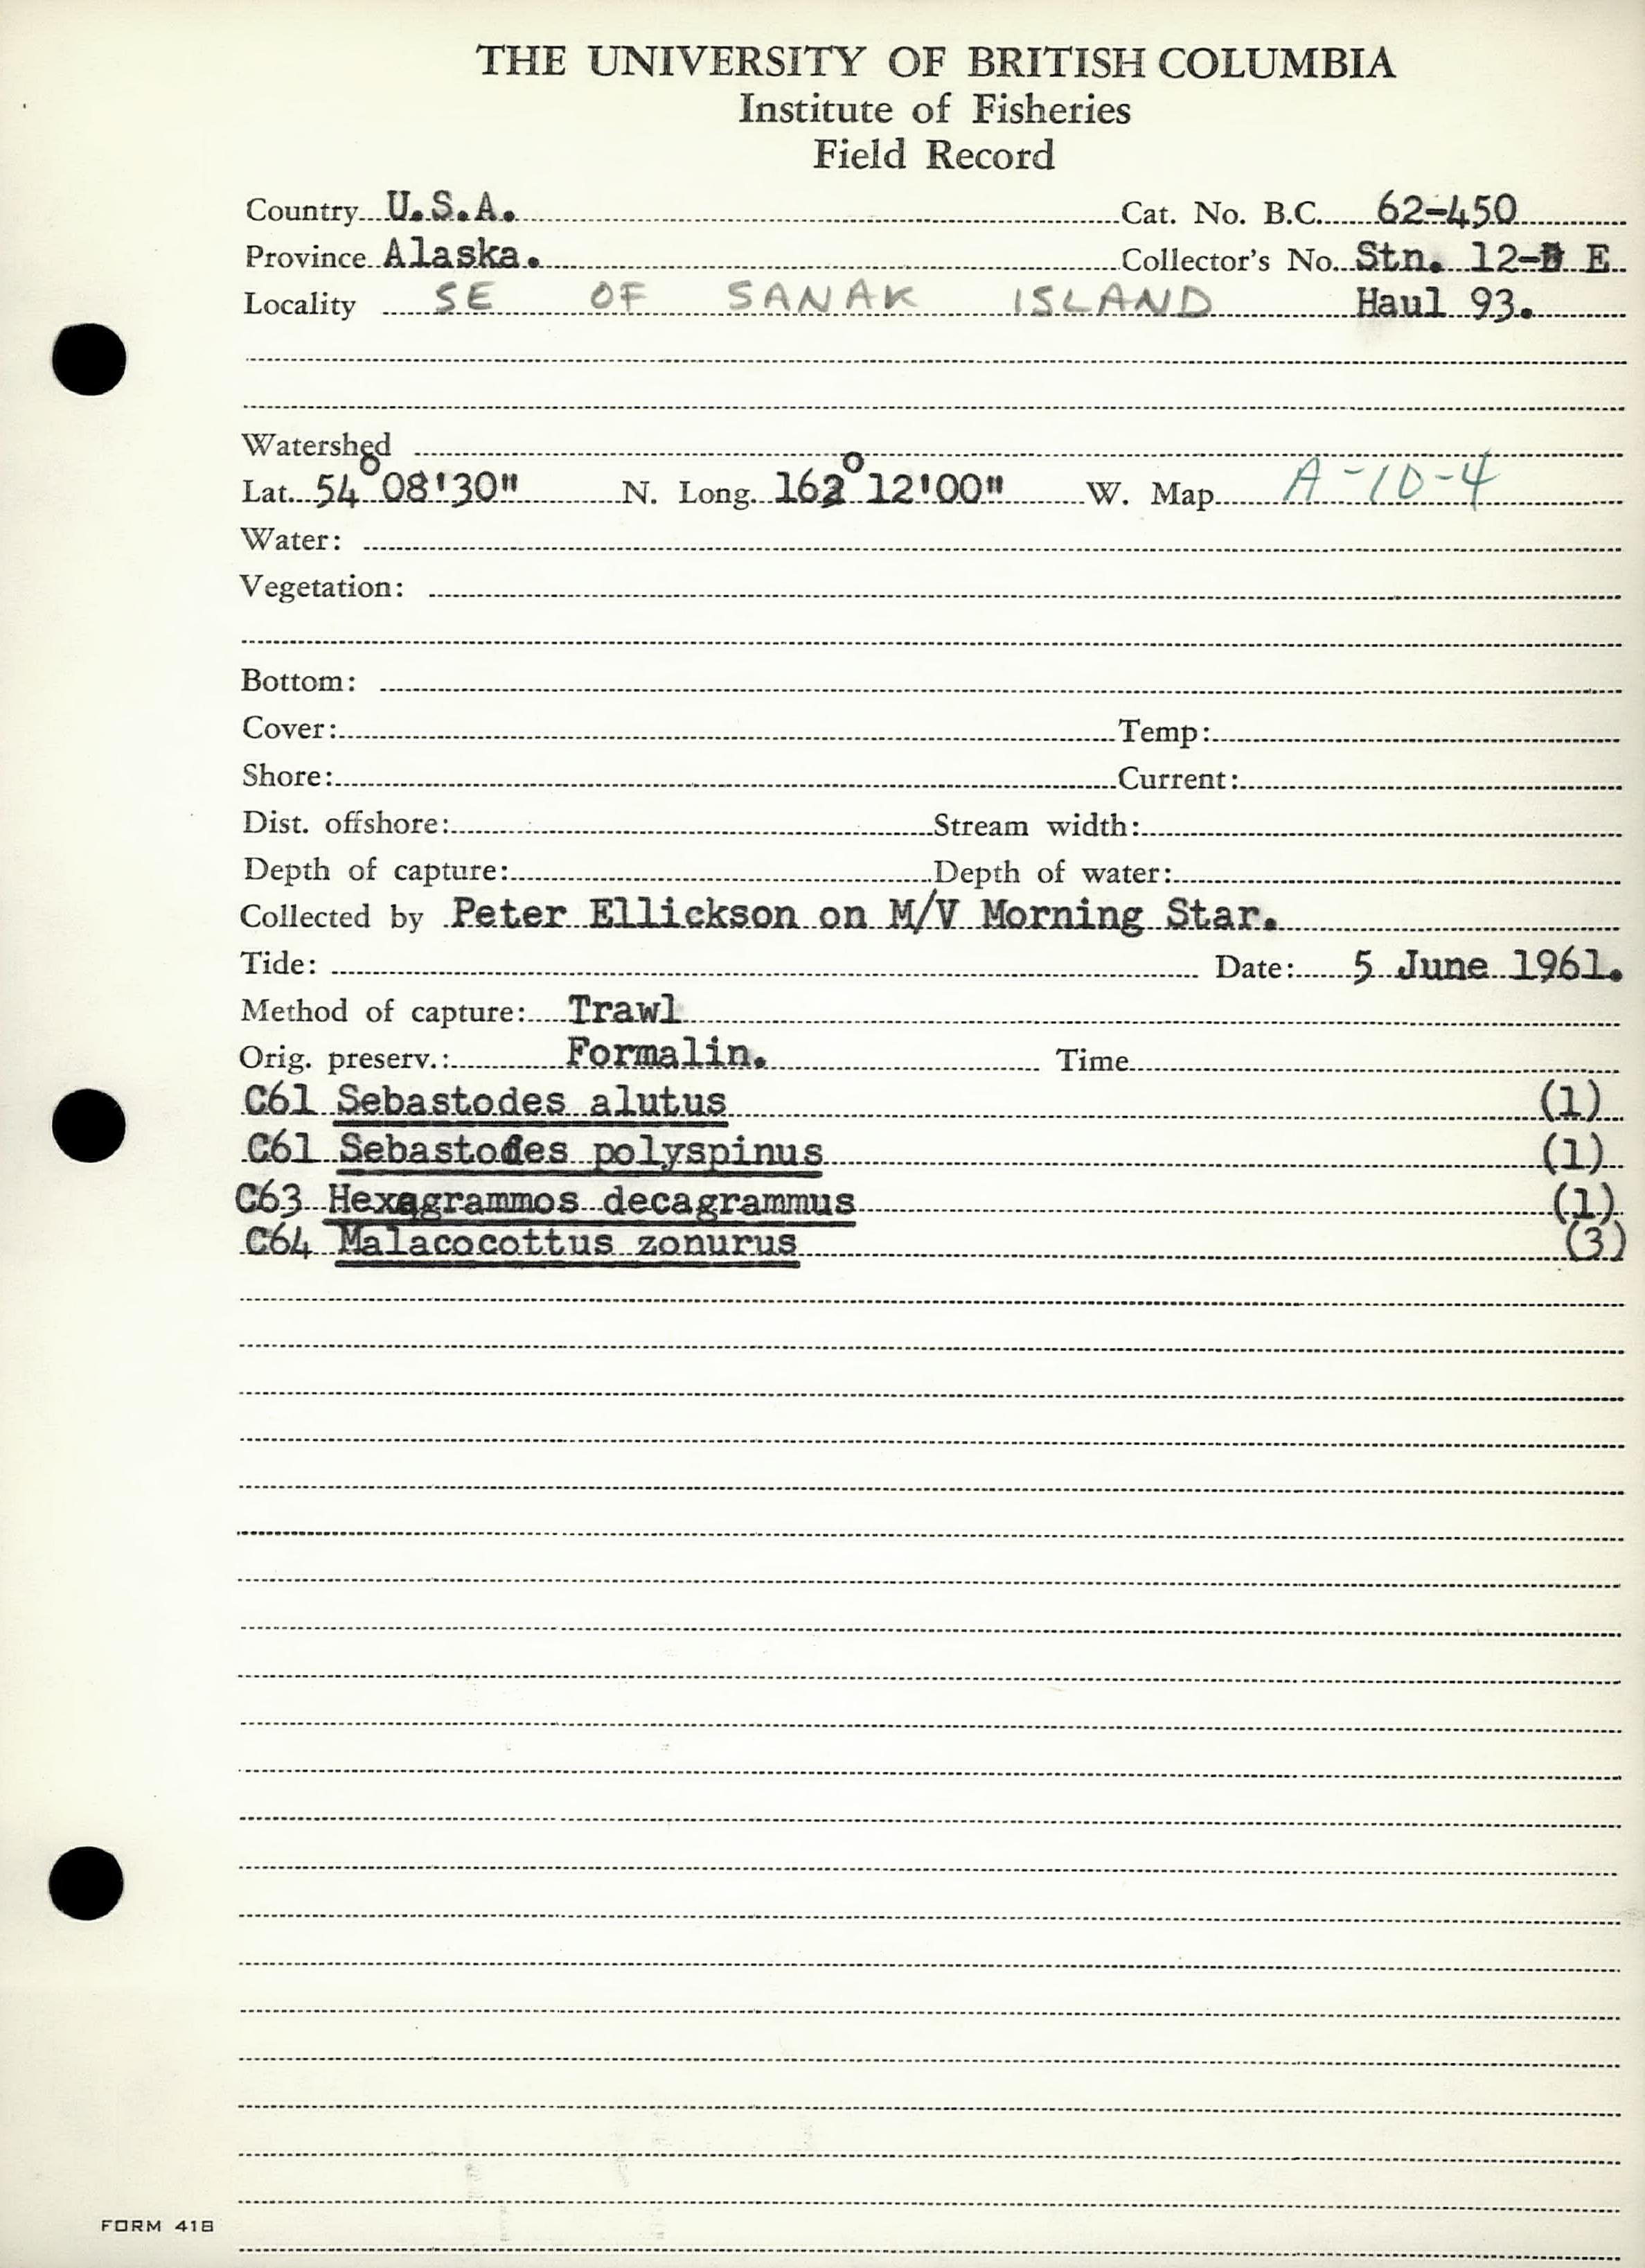 THE UNIVERSITY OF BRITISH COLUMBIA
Institute of Fisheries
Field Record
Country U.S.A. Cat. No. B.C. 62-450
Province Alaska. Collector's No. Stn. 12- E
Locality SE OF SANAK ISLAND Haul 93.
Watershed
Lat. 54°08'30" N. Long. 162°12'00" W. Map A-10-4
Water:
Vegetation:
Bottom:
Cover: Temp:
Shore: Current:
Dist. offshore: Stream width:
Depth of capture: Depth of water:
Collected by Peter Ellickson on M/V Morning Star.
Tide: Date: 5 June 1961.
Method of capture: Trawl
Orig. preserv.: Formalin. Time
C61 Sebastodes alutus (1)
C61 Sebastodes polyspinus (1)
C63 Hexagrammos decagrammus (1)
C64 Malacocottus zonurus (3)
FORM 418